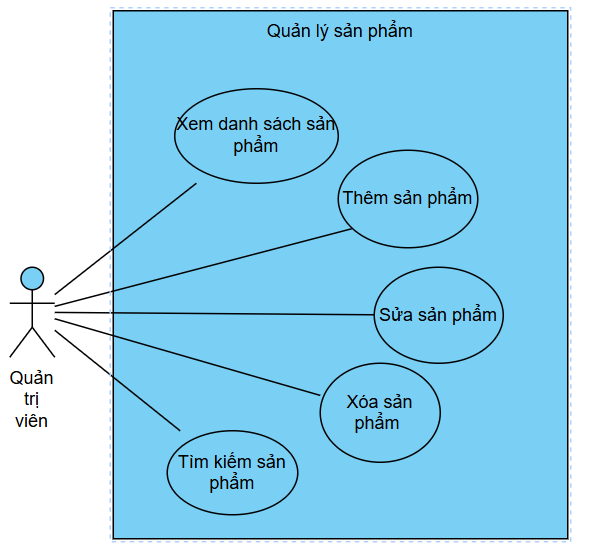 Quản lý sản phẩm
Xem danh sách sản
phẩm
Thêm sản phẩm
Sửa sản phẩm
Quản
trị
viên
Xóa sản
phẩm
Tìm kiếm sản
phẩm